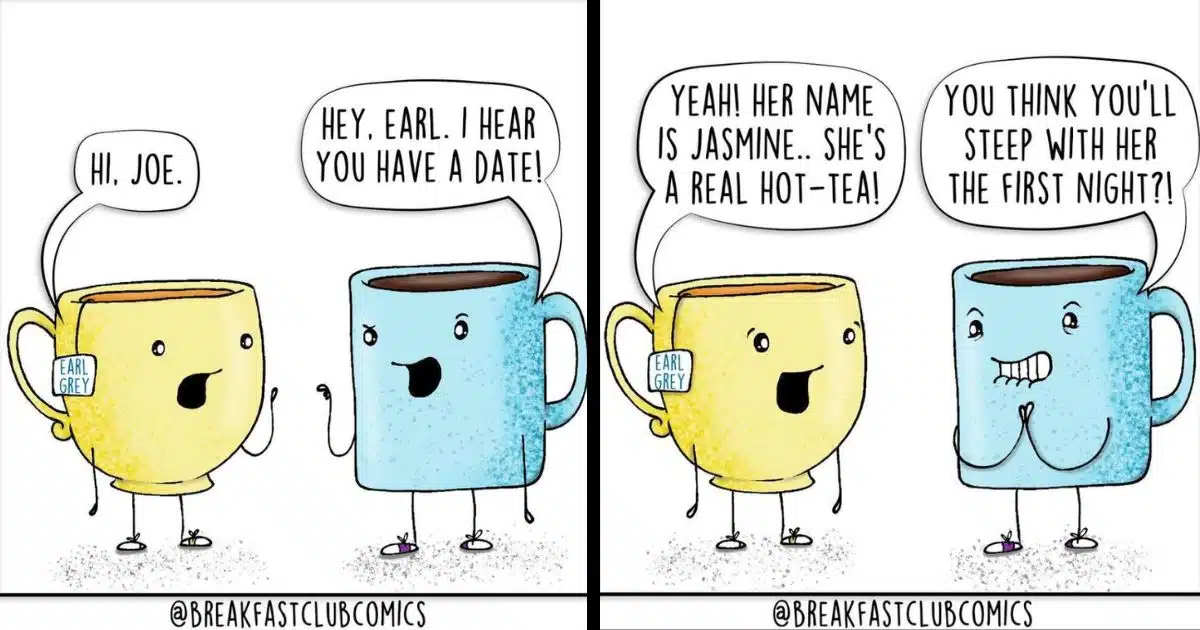 HI, JOE.
HEY, EARL. I HEAR
YOU HAVE A DATE!
EARL
GREY
@BREAKFASTCLUBCOMICS
YEAH! HER NAME
IS JASMINE.. SHE'S
A REAL HOT-TEA!
YOU THINK YOU'LL
STEEP WITH HER
THE FIRST NIGHT?!
EARL
GREY
@BREAKFASTCLUBCOMICS